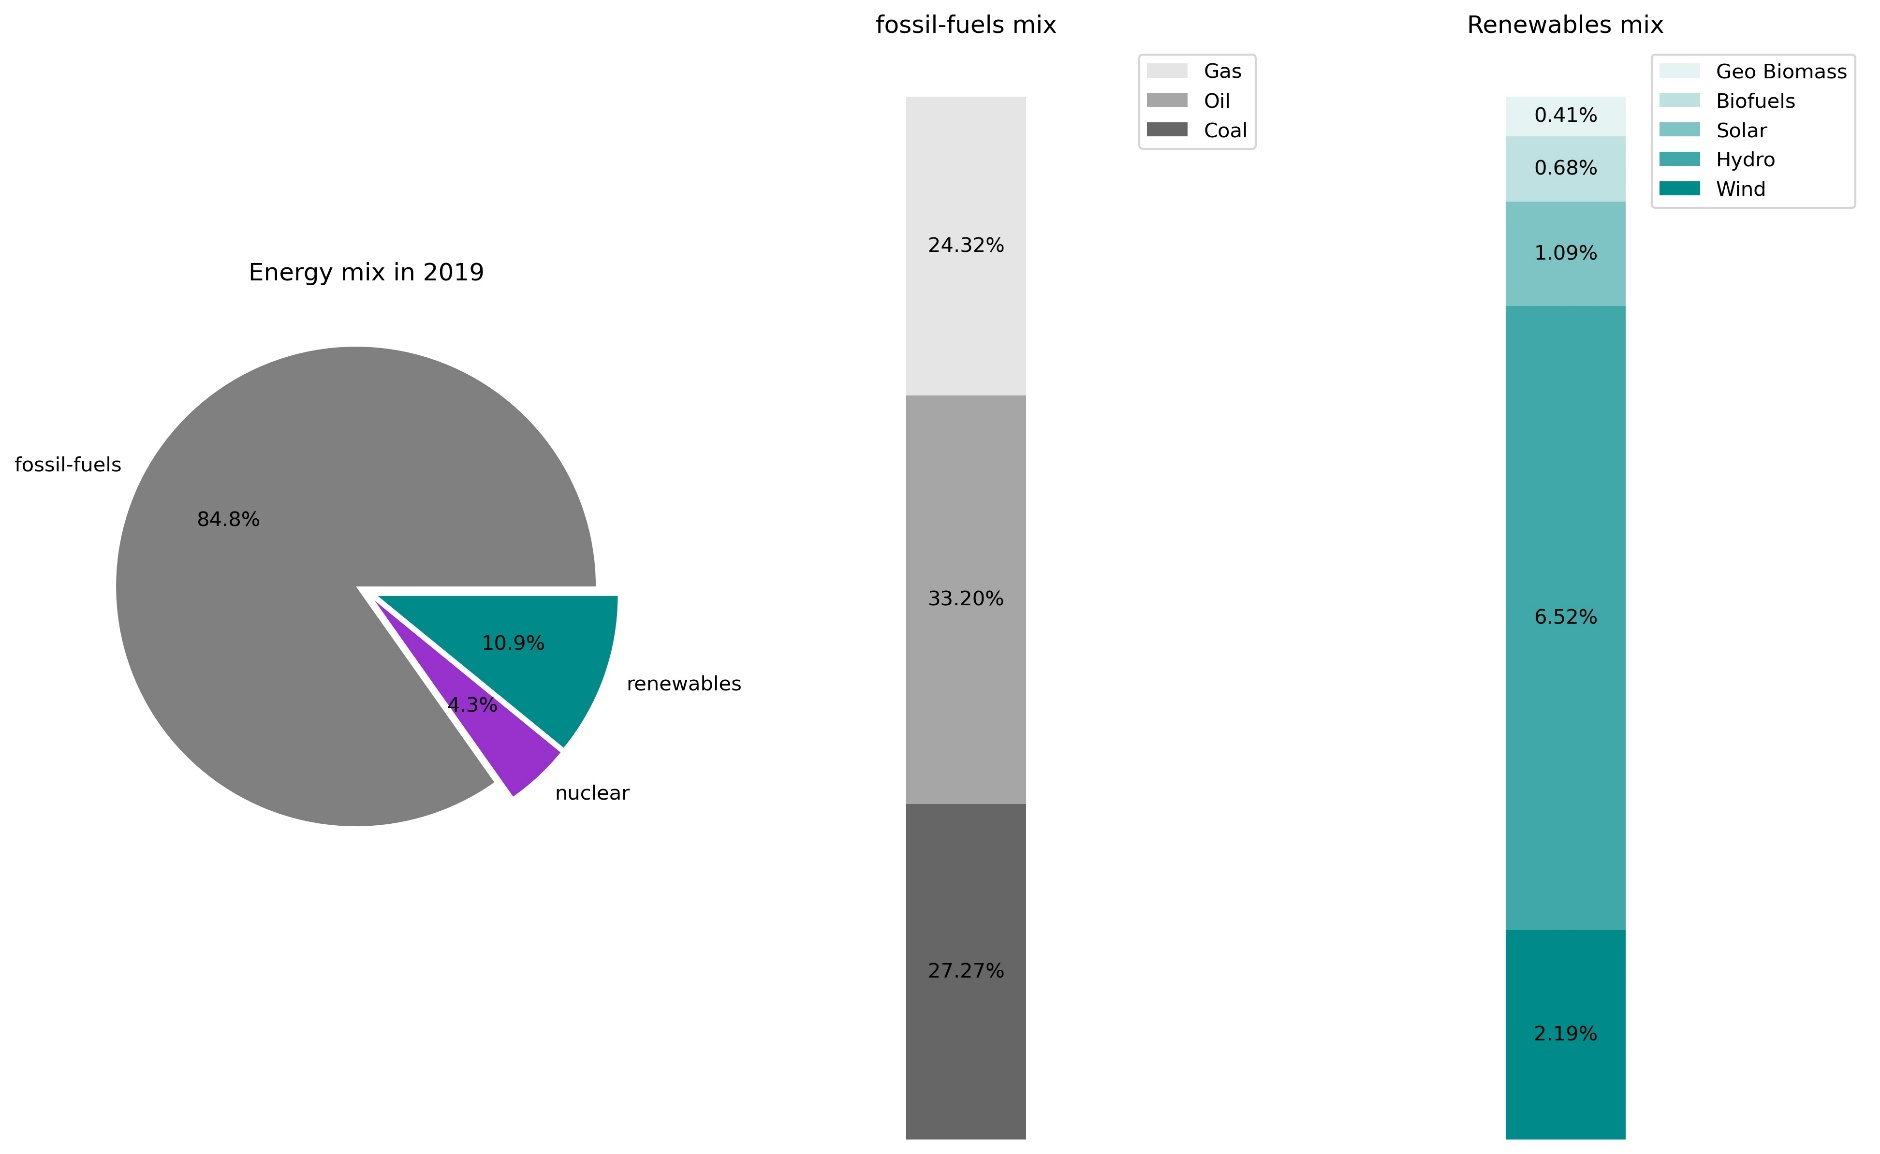 Energy mix in 2019
fossil-fuels
84.8%
10.9%
renewables
4.3%
nuclear
fossil-fuels mix
Gas
Oil
Coal
24.32%
33.20%
27.27%
Renewables mix
Geo Biomass
Biofuels
Solar
Hydro
Wind
0.41%
0.68%
1.09%
6.52%
2.19%